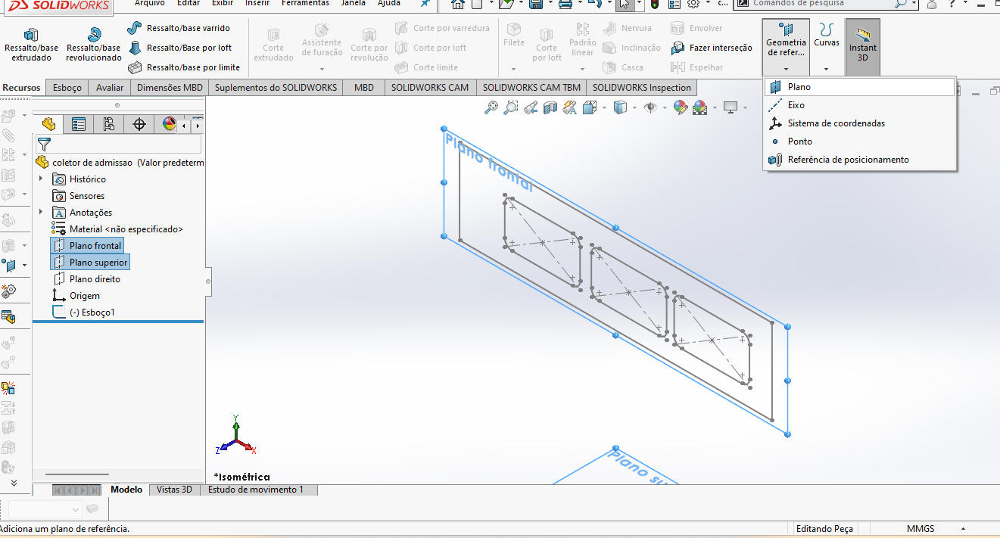 SOLIDWORKS
Arquivo Editar Exibir Inserir Ferramentas Janela Ajuda
c...
Comandos de pesquisa
Ressalto/base extrudado
Ressalto/base revolucionado
Ressalto/base varrido
Ressalto/Base por loft
Ressalto/base por limite
Corte extrudado
Assistente de furação
Corte por revolução
Corte por varredura
Corte por loft
Corte limite
Filete
Corte por loft
Padrão linear
Nervura
Inclinação
Casca
Envolver
Fazer interseção
Espelhar
Geometria de refer...
Curvas
Instant 3D
Recursos Esboço Avaliar Dimensões MBD Suplementos do SOLIDWORKS MBD SOLIDWORKS CAM SOLIDWORKS CAM TBM SOLIDWORKS Inspection
Plano
Eixo
Sistema de coordenadas
Ponto
Referência de posicionamento
coletor de admissao (Valor predeterm
Histórico
Sensores
Anotações
Material <não especificado>
Plano frontal
Plano superior
Plano direito
Origem
(-) Esboço1
Plano frontal
Plano su
Y
Z
X
*Isométrica
Modelo Vistas 3D Estudo de movimento 1
Adiciona um plano de referência.
Editando Peça
MMGS